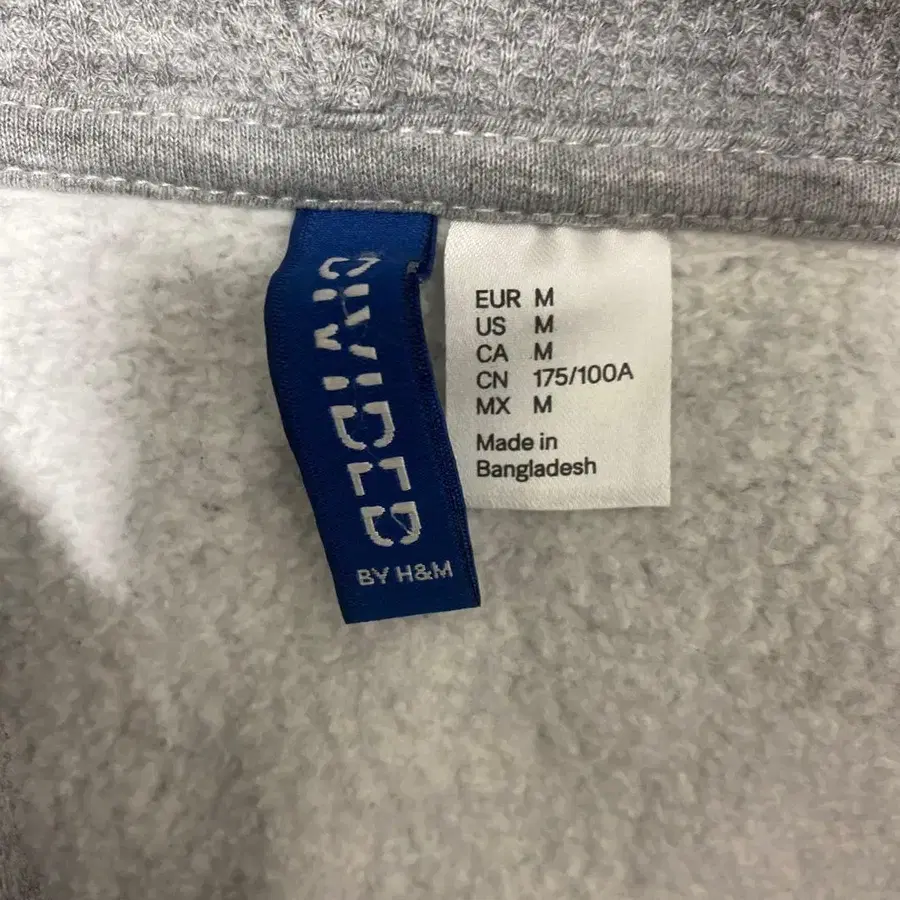 DIVIDED
BY H&M
EUR M
US M
CA M
CN 175/100A
MX M
Made in
Bangladesh